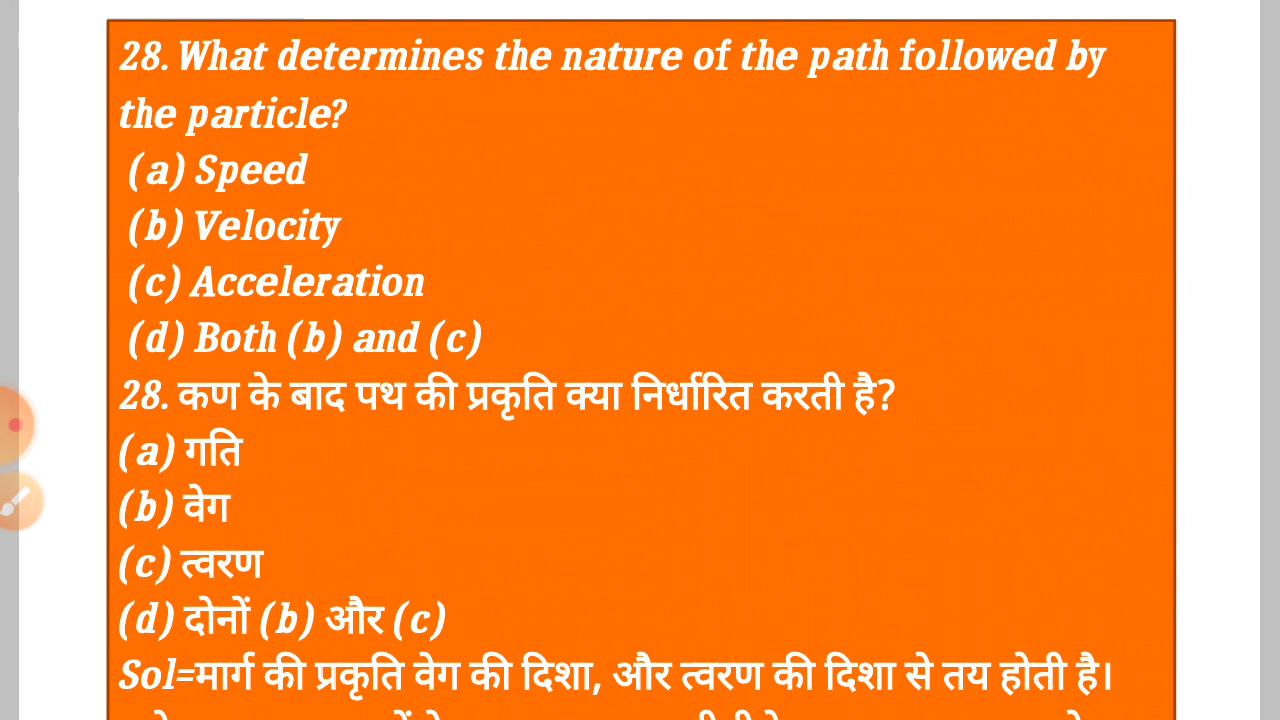 28. What determines the nature of the path followed by
the particle?
(a) Speed
(b) Velocity
(c) Acceleration
(d) Both (b) and (c)
28. कण के बाद पथ की प्रकृति क्या निर्धारित करती है?
(a) गति
(b) वेग
(c) त्वरण
(d) दोनों (b) और (c)
Sol=मार्ग की प्रकृति वेग की दिशा, और त्वरण की दिशा से तय होती है।